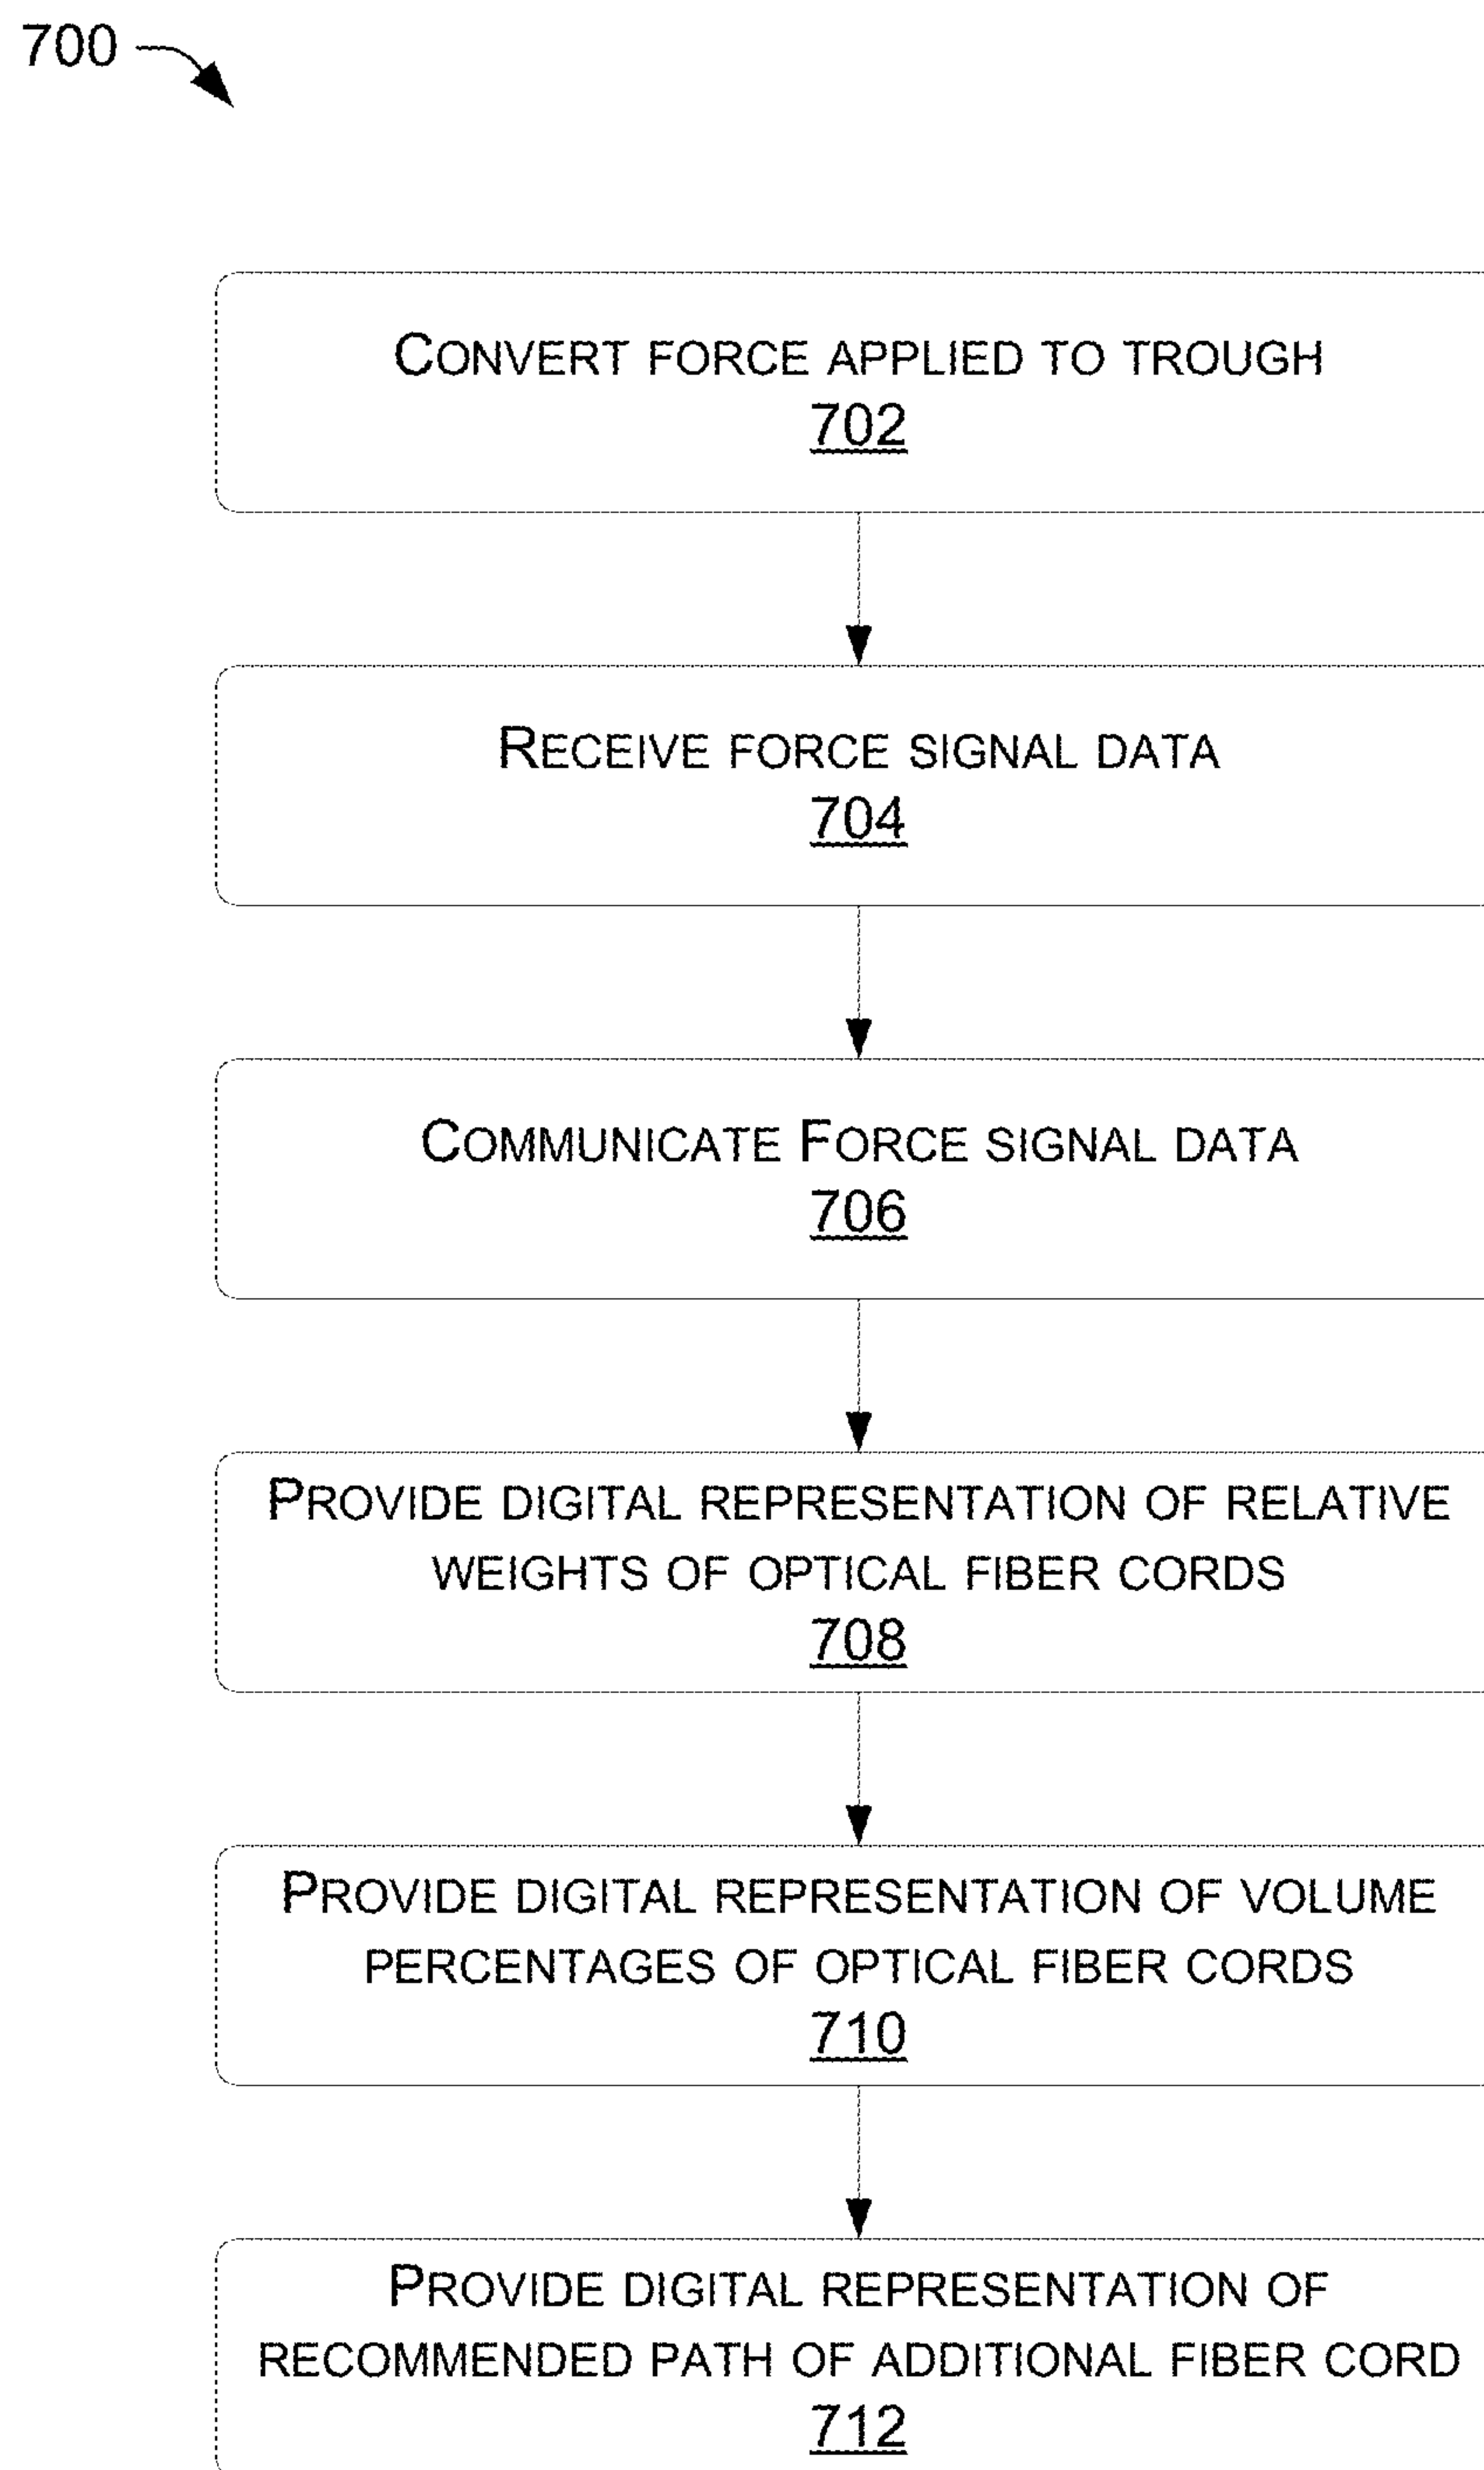 700
CONVERT FORCE APPLIED TO TROUGH
702
RECEIVE FORCE SIGNAL DATA
704
COMMUNICATE FORCE SIGNAL DATA
706
PROVIDE DIGITAL REPRESENTATION OF RELATIVE
WEIGHTS OF OPTICAL FIBER CORDS
708
PROVIDE DIGITAL REPRESENTATION OF VOLUME
PERCENTAGES OF OPTICAL FIBER CORDS
710
PROVIDE DIGITAL REPRESENTATION OF
RECOMMENDED PATH OF ADDITIONAL FIBER CORD
712